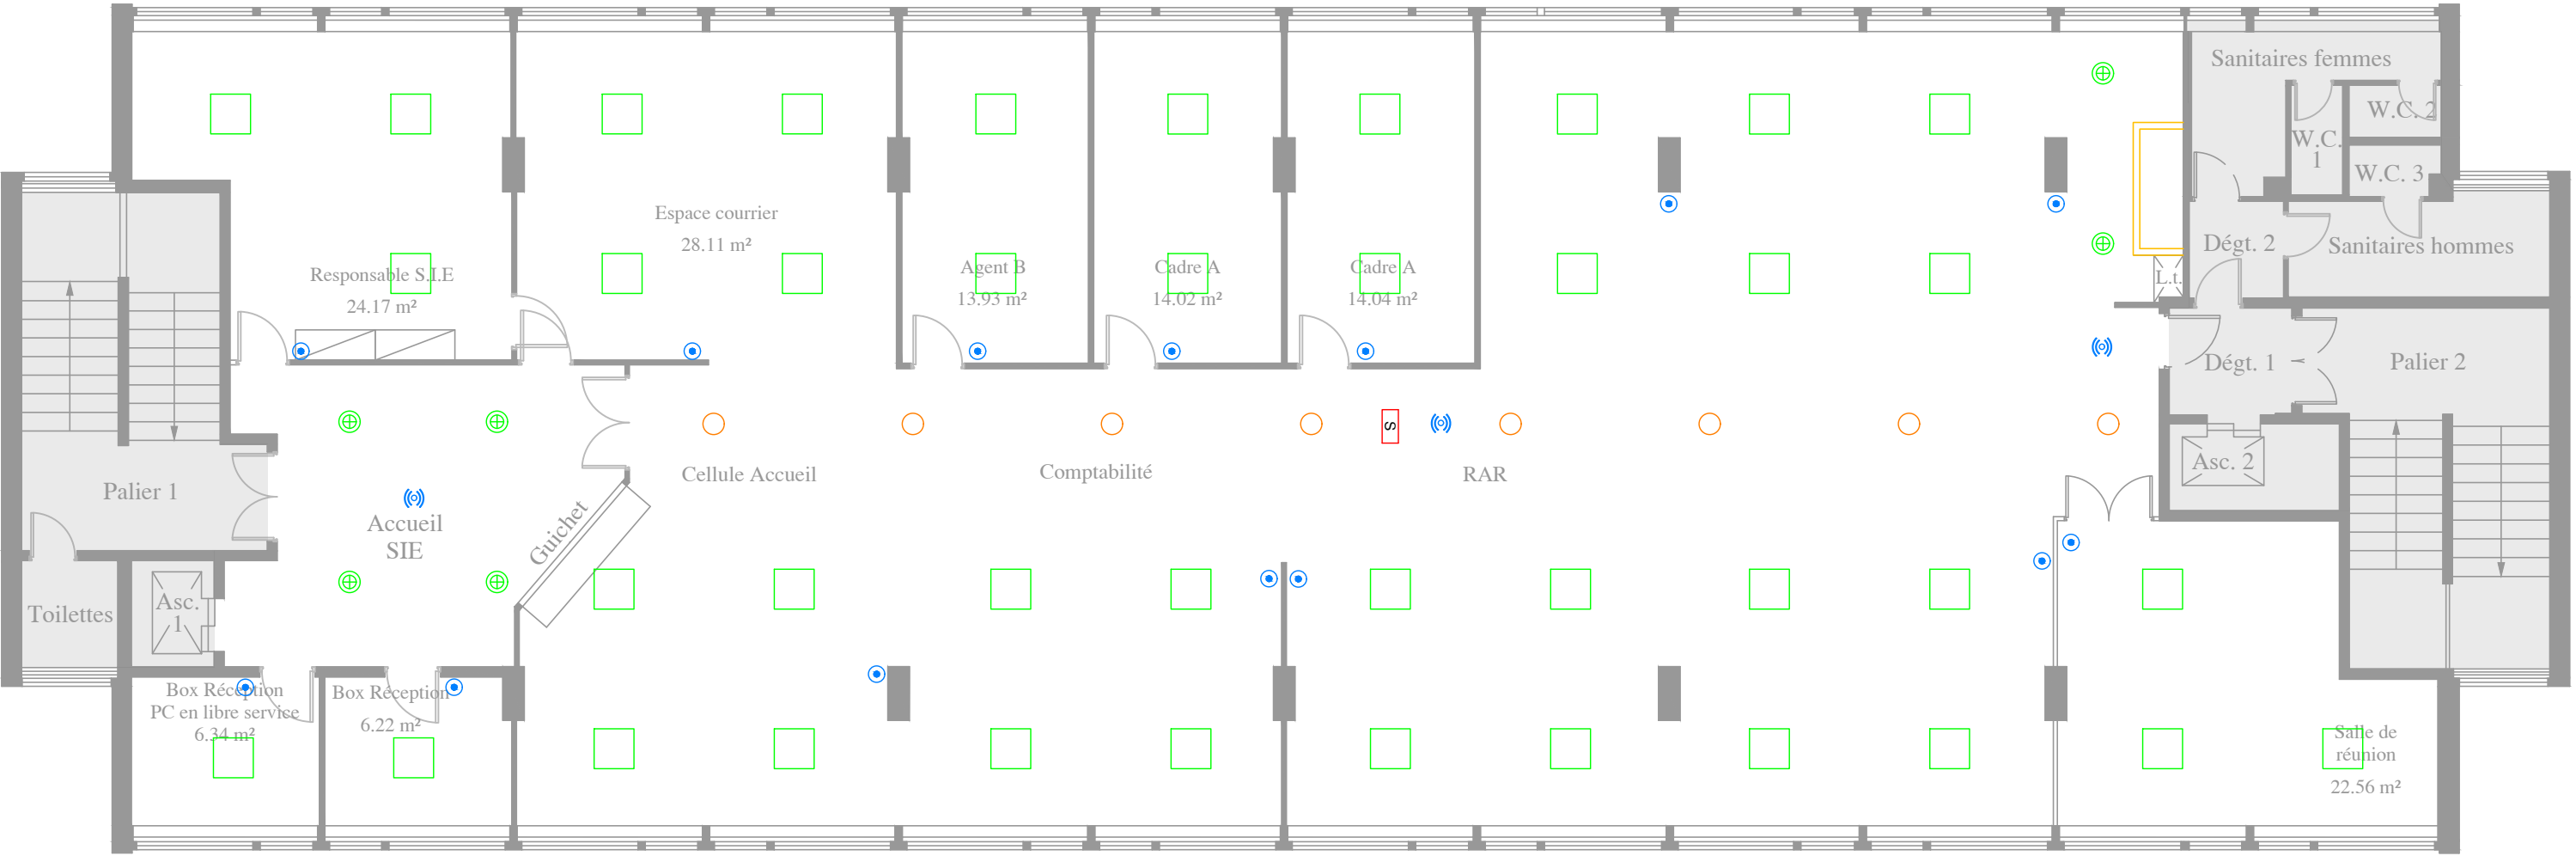 Sanitaires femmes
W.C. 2
W.C.
1
W.C. 3
Espace courrier
28.11 m²
Dégt. 2
Sanitaires hommes
Responsable S.I.E
24.17 m²
Agent B
13.93 m²
Cadre A
14.02 m²
Cadre A
14.04 m²
L.t.
Dégt. 1
Palier 2
S
Cellule Accueil
Comptabilité
RAR
Asc. 2
Palier 1
Accueil
SIE
Guichet
Toilettes
Asc.
1
Box Réception
PC en libre service
6.34 m²
Box Réception
6.22 m²
Salle de
réunion
22.56 m²